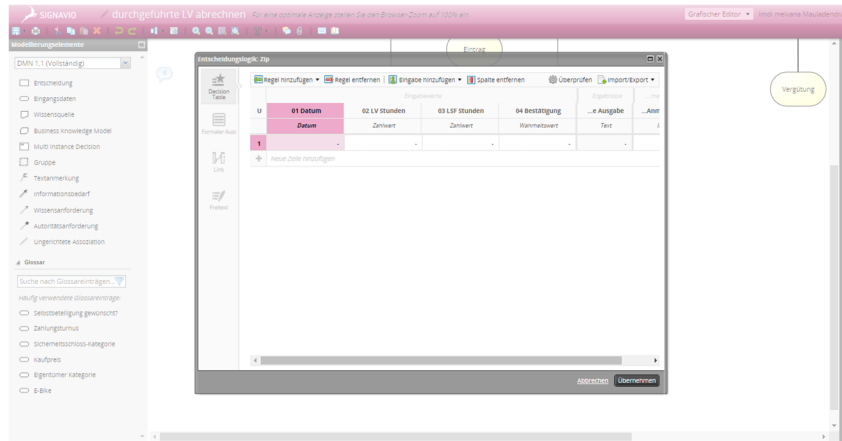 SIGNAVIO
durchgeführte LV abrechnen
Für eine optimale Anzeige stellen Sie den Browser-Zoom auf 100% ein.
Grafischer Editor
Modellierungselemente
DMN 1.1 (Vollständig)
Entscheidung
Eingangsdaten
Wissensquelle
Business Knowledge Model
Multi Instance Decision
Gruppe
Textanmerkung
Informationsbedarf
Wissensanforderung
Autoritätsanforderung
Ungerichtete Assoziation
Glossar
Suche nach Glossareinträgen...
Häufig verwendete Glossareinträge:
Selbstbeteiligung gewünscht?
Zahlungsturnus
Sicherheitsschloss-Kategorie
Kaufpreis
Eigentümer Kategorie
E-Bike
Eintrag
Vergütung
Entscheidungslogik: Zip
Decision Table
Link
Freitext
Regel hinzufügen Regel entfernen Eingabe hinzufügen Spalte entfernen Überprüfen Import/Export
Eingabewerte Ergebnisse
U 01 Datum 02 LV Stunden 03 LSF Stunden 04 Bestätigung ...e Ausgabe ...Anm
Datum Zahlwert Zahlwert Wahrheitswert Text
1 - - - - -
+ Neue Zeile hinzufügen
Abbrechen Übernehmen